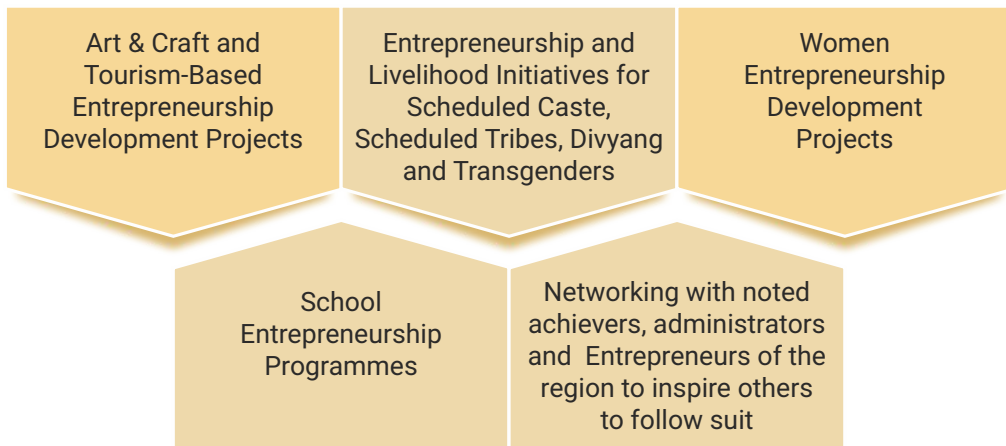 Art & Craft and
Tourism-Based
Entrepreneurship
Development Projects
Entrepreneurship and
Livelihood Initiatives for
Scheduled Caste,
Scheduled Tribes, Divyang
and Transgenders
Women
Entrepreneurship
Development
Projects
School
Entrepreneurship
Programmes
Networking with noted
achievers, administrators
and  Entrepreneurs of the
region to inspire others
to follow suit